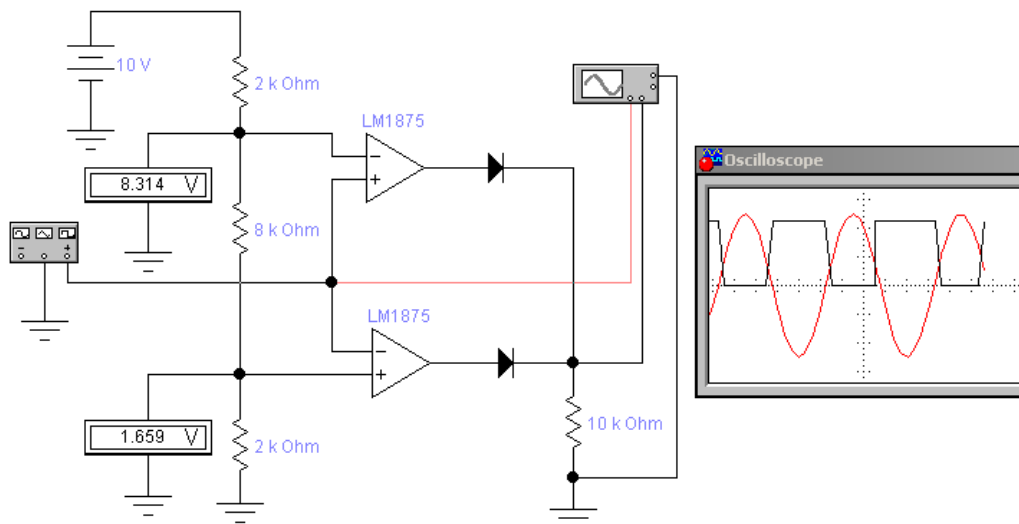 10 V
2 k Ohm
LM1875
8.314 V
8 k Ohm
LM1875
1.659 V
2 k Ohm
10 k Ohm
Oscilloscope